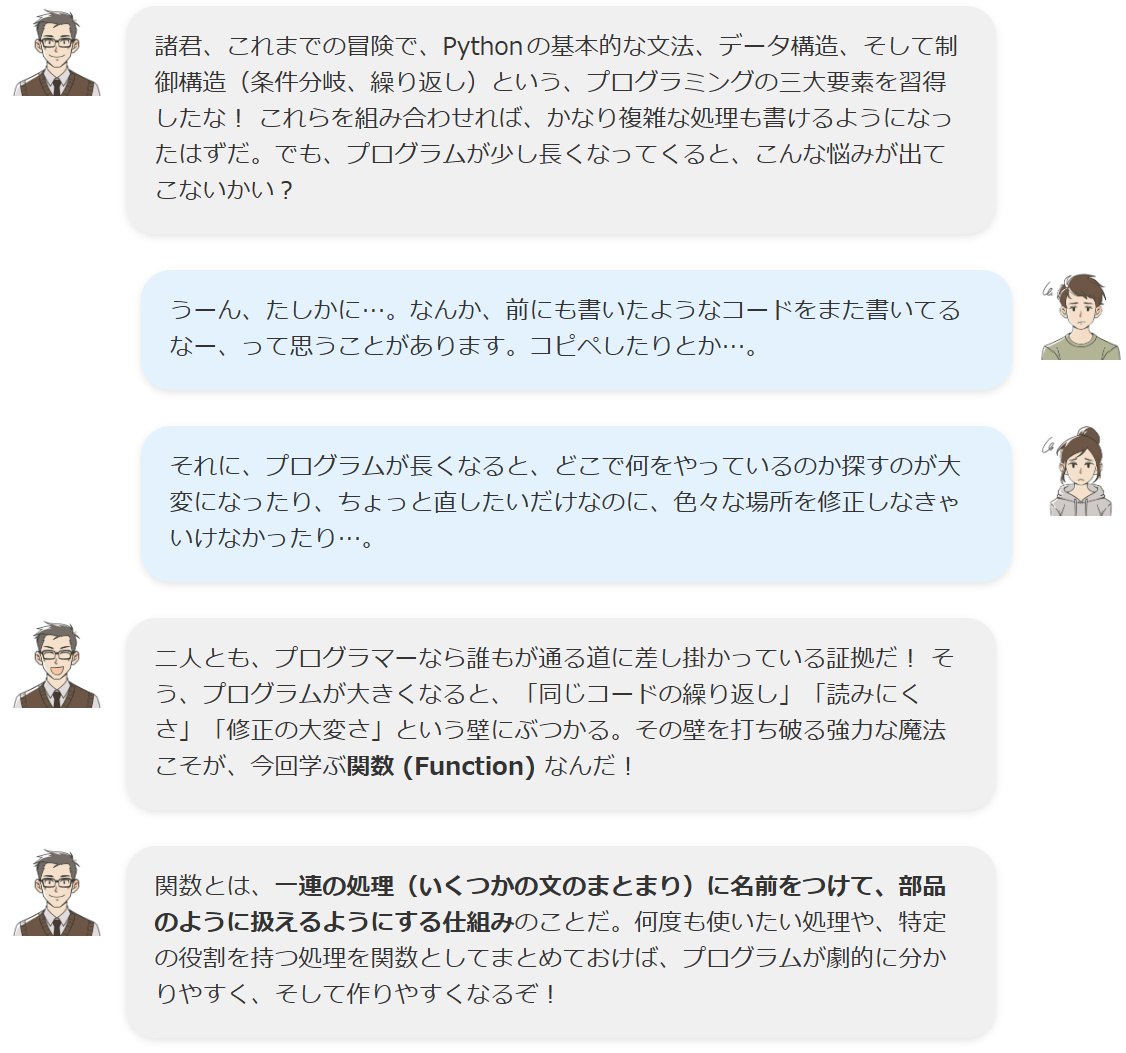 諸君、これまでの冒険で、Pythonの基本的な文法、データ構造、そして制
御構造（条件分岐、繰り返し）という、プログラミングの三大要素を習得
したな！ これらを組み合わせれば、かなり複雑な処理も書けるようになっ
たはずだ。でも、プログラムが少し長くなってくると、こんな悩みが出て
こないかい？
うーん、たしかに…。なんか、前にも書いたようなコードをまた書いてる
なー、って思うことがあります。コピペしたりとか…。
それに、プログラムが長くなると、どこで何をやっているのか探すのが大
変になったり、ちょっと直したいだけなのに、色々な場所を修正しなきゃ
いけなかったり…。
二人とも、プログラマーなら誰もが通る道に差し掛かっている証拠だ！ そ
う、プログラムが大きくなると、「同じコードの繰り返し」「読みにく
さ」「修正の大変さ」という壁にぶつかる。その壁を打ち破る強力な魔法
こそが、今回学ぶ関数 (Function) なんだ！
関数とは、一連の処理（いくつかの文のまとまり）に名前をつけて、部品
のように扱えるようにする仕組みのことだ。何度も使いたい処理や、特定
の役割を持つ処理を関数としてまとめておけば、プログラムが劇的に分か
りやすく、そして作りやすくなるぞ！